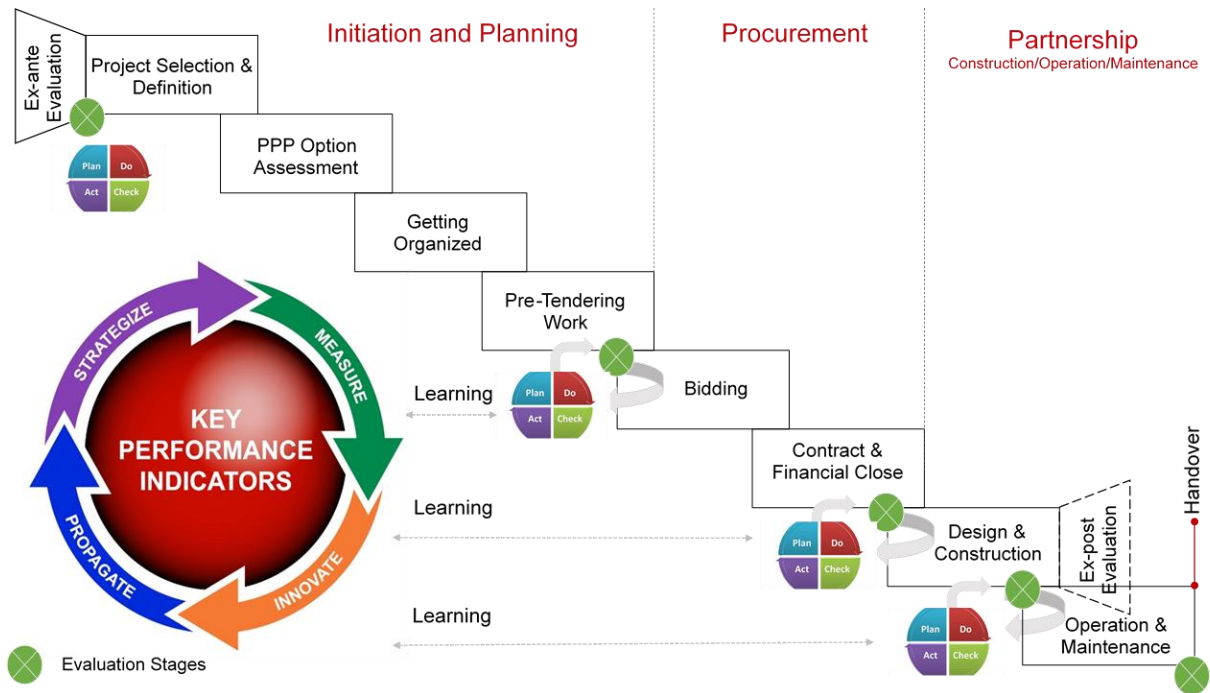 Initiation and Planning
Procurement
Partnership
Construction/Operation/Maintenance
Ex-ante
Evaluation
Project Selection &
Definition
Plan
Do
Act
Check
PPP Option
Assessment
Getting
Organized
Pre-Tendering
Work
STRATEGIZE
MEASURE
INNOVATE
PROPAGATE
KEY
PERFORMANCE
INDICATORS
Learning
Plan
Do
Act
Check
Bidding
Contract &
Financial Close
Learning
Plan
Do
Act
Check
Design &
Construction
Ex-post
Evaluation
Handover
Learning
Plan
Do
Act
Check
Operation &
Maintenance
Evaluation Stages